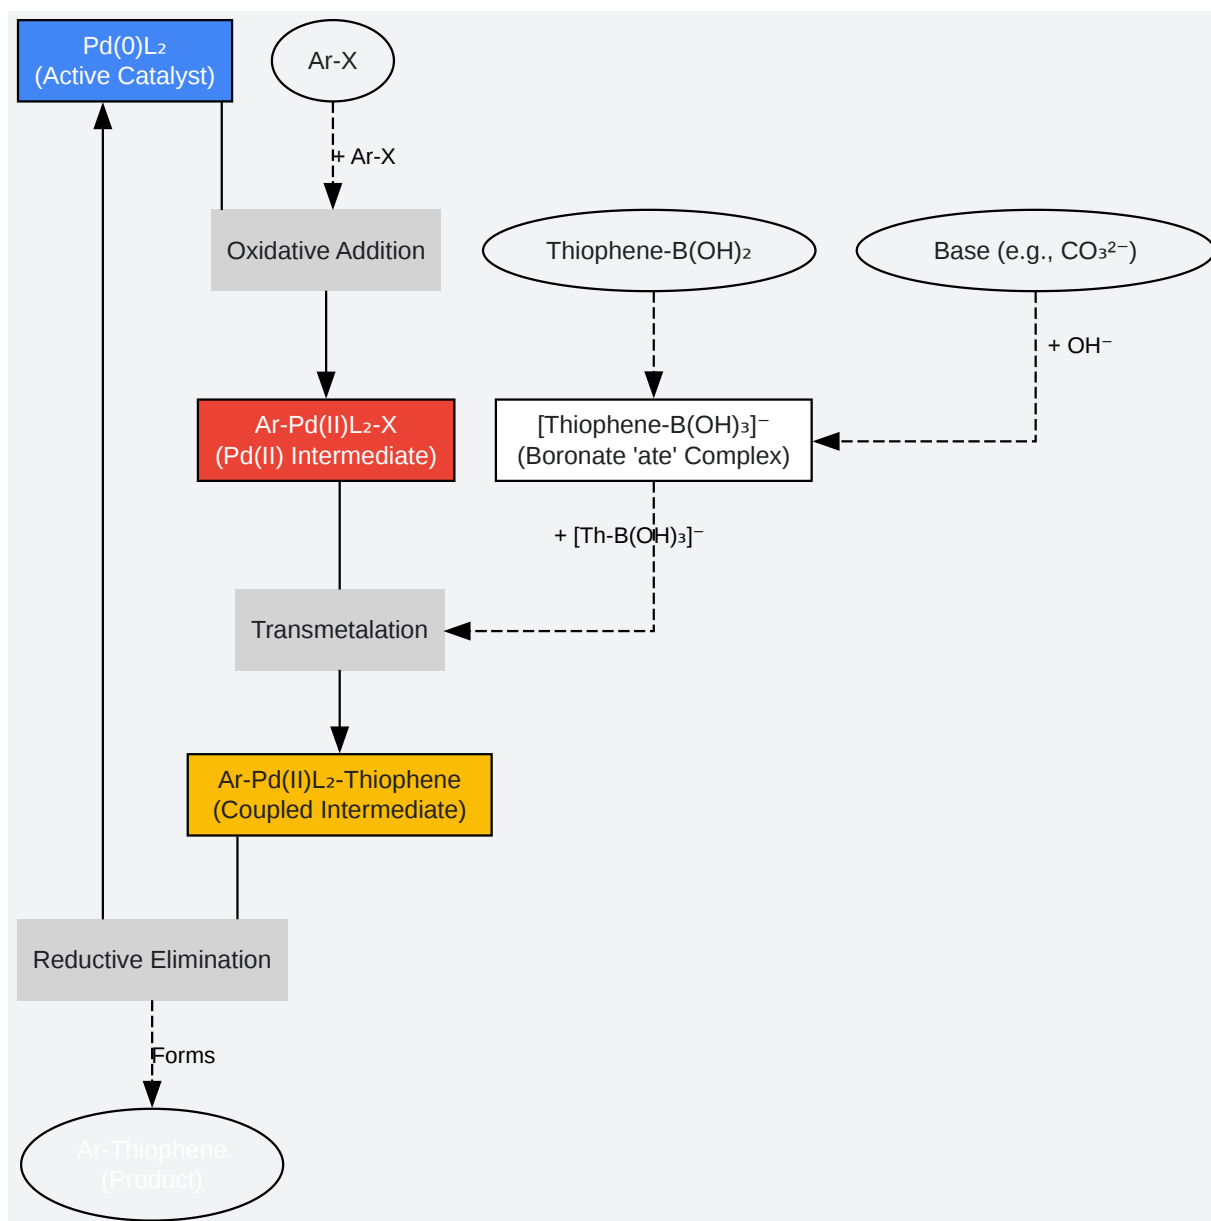 Pd(0)L₂
(Active Catalyst)
Ar-X
+ Ar-X
Oxidative Addition
Thiophene-B(OH)₂
Base (e.g., CO₃²⁻)
+ OH⁻
Ar-Pd(II)L₂-X
(Pd(II) Intermediate)
[Thiophene-B(OH)₃]⁻
(Boronate 'ate' Complex)
+ [Th-B(OH)₃]⁻
Transmetalation
Ar-Pd(II)L₂-Thiophene
(Coupled Intermediate)
Reductive Elimination
Forms
Ar-Thiophene
(Product)